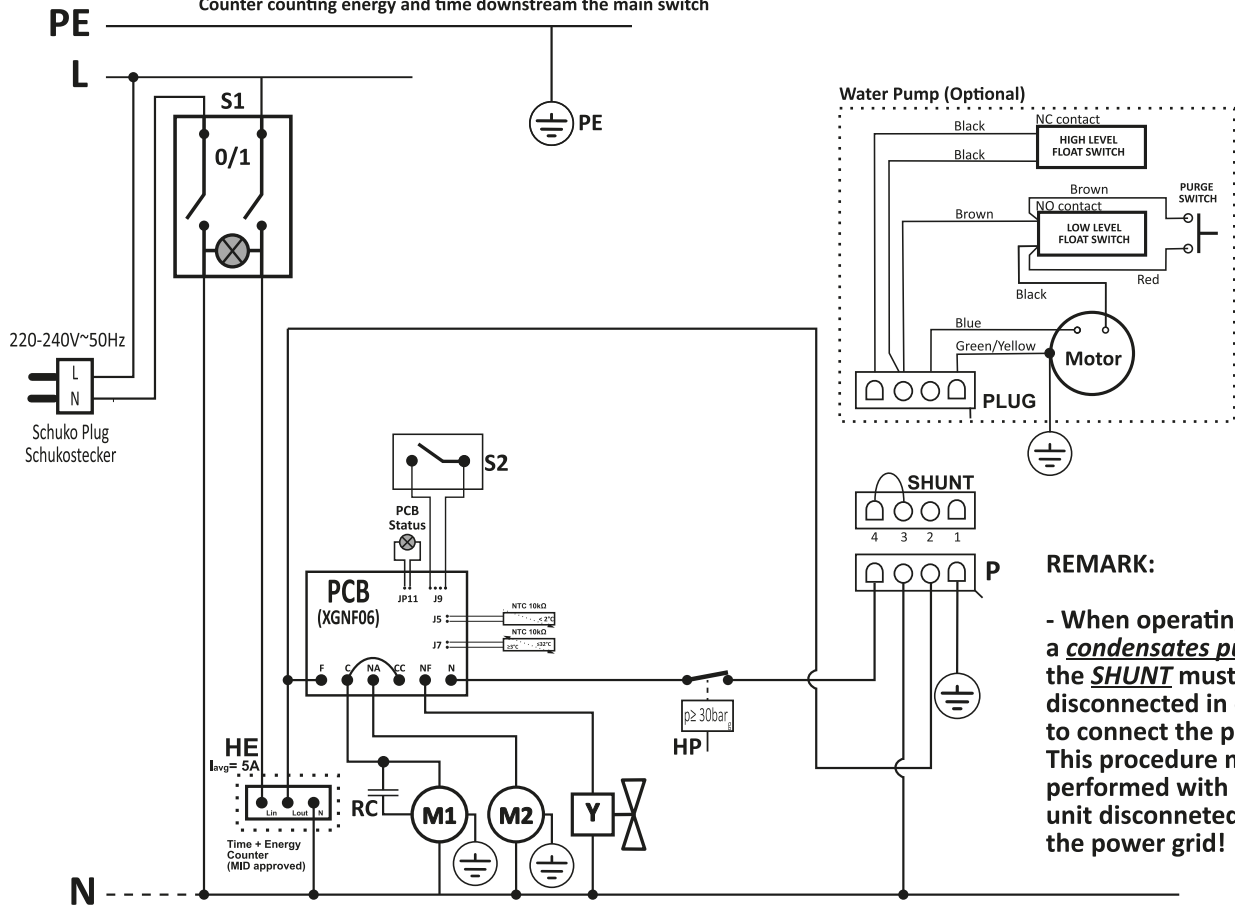 Counter counting energy and time downstream the main switch
PE
L
S1
0/1
PE
220-240V~50Hz
L
N
Schuko Plug
Schukostecker
Water Pump (Optional)
NC contact
Black
HIGH LEVEL
FLOAT SWITCH
Black
Brown
PURGE
SWITCH
NO contact
Brown
LOW LEVEL
FLOAT SWITCH
Red
Black
Blue
Green/Yellow
Motor
PLUG
S2
PCB
Status
PCB
(XGNF06)
JP11
J9
J5
J7
NTC 10kΩ
< 2°C
NTC 10kΩ
F
C
NA
CC
NF
N
p≥ 30bar
HP
SHUNT
4
3
2
1
P
HE
Iavg= 5A
Lin
Lout
N
Time + Energy
Counter
(MID approved)
RC
M1
M2
Y
N
REMARK:
- When operatin
a condensates pu
the SHUNT must
disconnected in
to connect the p
This procedure n
performed with
unit disconneted
the power grid!